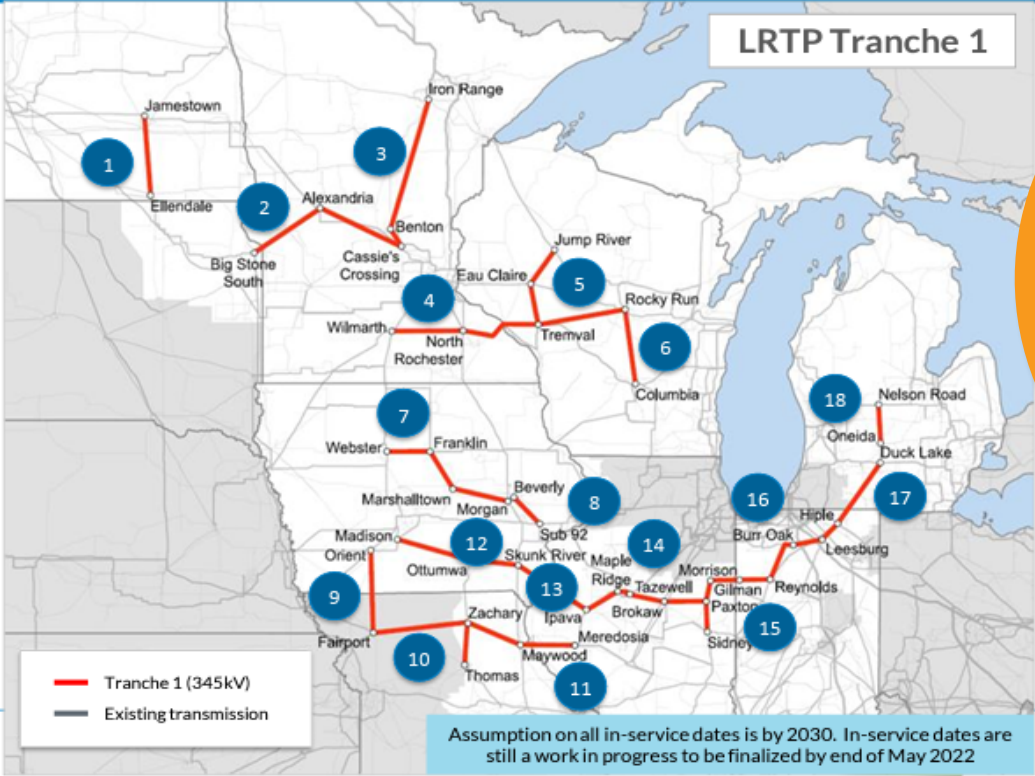 LRTP Tranche 1
Iron Range
Jamestown
1
3
Ellendale
2
Alexandria
Benton
Big Stone
South
Cassie's
Crossing
Jump River
Eau Claire
5
4
Rocky Run
Wilmarth
North
Rochester
Tremval
6
Columbia
18
Nelson Road
7
Oneida
Webster
Franklin
Duck Lake
Marshalltown
Beverly
Morgan
8
16
17
Hiple
Sub 92
Burr Oak
Madison
12
14
Leesburg
Orient
Skunk River
Ottumwa
Maple
Ridge
Morrison
9
13
Tazewell
Gilman
Reynolds
Zachary
Ipava
Brokaw
Paxton
15
Fairport
Meredosia
Sidney
10
Maywood
Thomas
11
Tranche 1 (345kV)
Existing transmission
Assumption on all in-service dates is by 2030. In-service dates are
still a work in progress to be finalized by end of May 2022